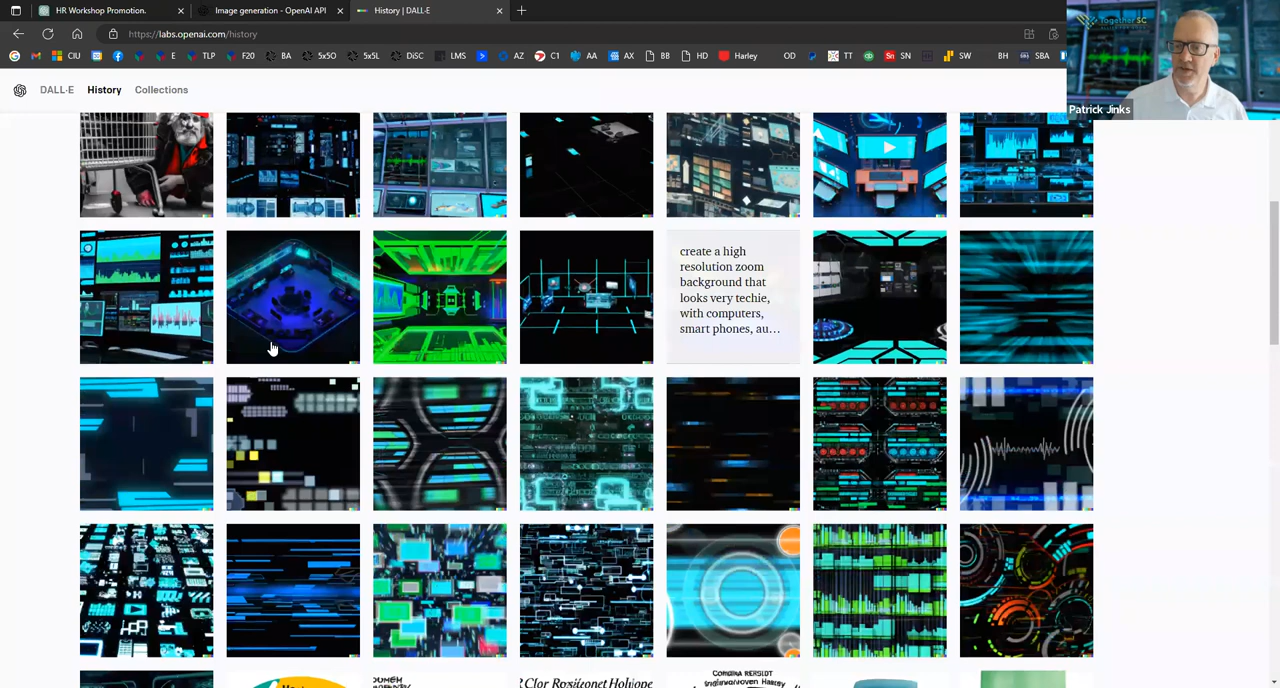 HR Workshop Promotion.
Image generation - OpenAI API
History | DALL·E
https://labs.openai.com/history
CIU
E
TLP
F20
BA
5x5O
5x5L
DiSC
LMS
AZ
C1
AA
AX
BB
HD
Harley
OD
TT
SN
SW
BH
SBA
TogetherSC
Patrick Jinks
DALL·E
History
Collections
create a high
resolution zoom
background that
looks very techie,
with computers,
smart phones, au...